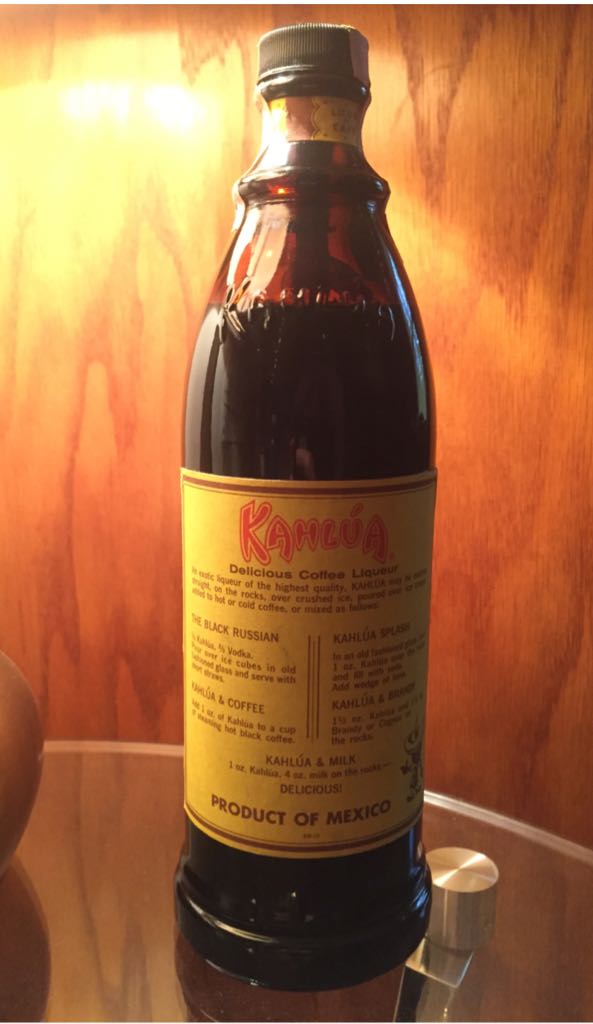 KAHLÚA
Delicious Coffee Liqueur
An exotic liqueur of the highest quality, KAHLÚA may be
straight, on the rocks, over crushed ice, poured over ice cream
added to hot or cold coffee, or mixed as follows:
THE BLACK RUSSIAN
Kahlúa, ⅔ Vodka.
Pour over ice cubes in old
fashioned glass and serve with
short straws.
KAHLÚA & COFFEE
Add 1 oz. of Kahlúa to a cup
of steaming hot black coffee.
KAHLÚA SPLASH
In an old fashioned glass
1 oz. Kahlúa over
and fill with soda
Add wedge of lime
KAHLÚA & BRANDY
1½ oz. Kahlúa and
Brandy or Cognac
the rocks.
KAHLÚA & MILK
1 oz. Kahlúa, 4 oz. milk on the rocks —
DELICIOUS!
PRODUCT OF MEXICO